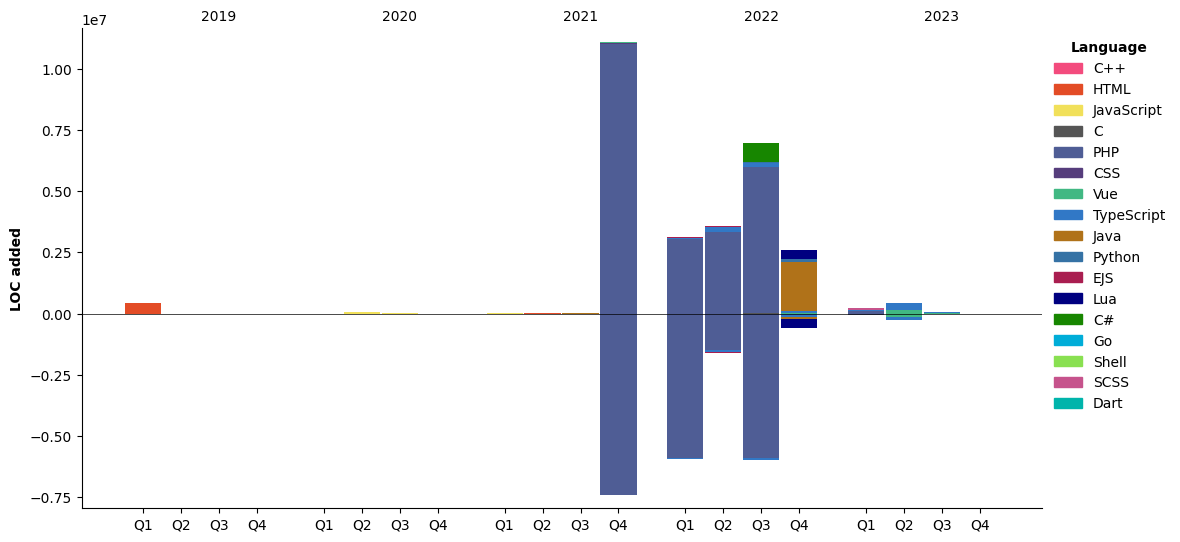 2019 2020 2021 2022 2023
1e7
1.00
0.75
0.50
0.25
0.00
−0.25
−0.50
−0.75
LOC added
Q1 Q2 Q3 Q4 Q1 Q2 Q3 Q4 Q1 Q2 Q3 Q4 Q1 Q2 Q3 Q4 Q1 Q2 Q3 Q4
Language
C++
HTML
JavaScript
C
PHP
CSS
Vue
TypeScript
Java
Python
EJS
Lua
C#
Go
Shell
SCSS
Dart